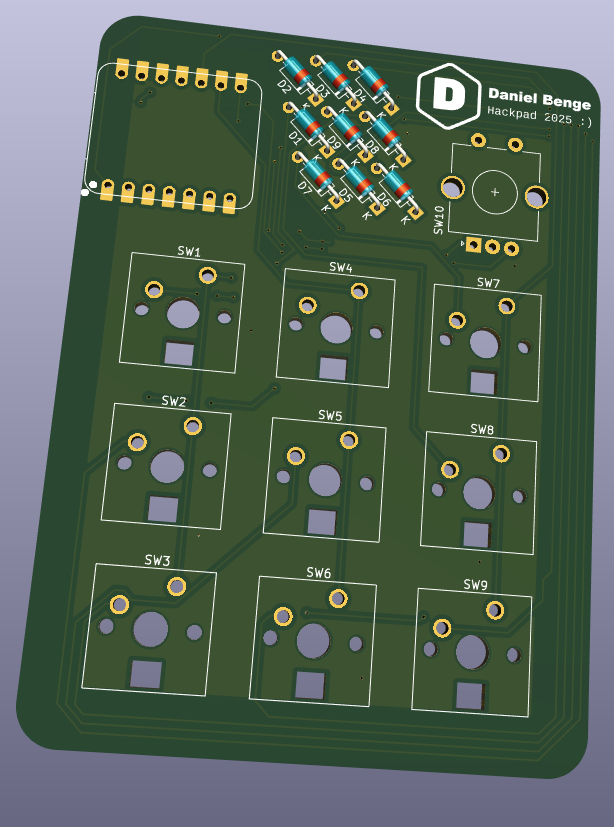 D
Daniel Benge
Hackpad 2025 :)
D2
D3
D4
D1
D9
D8
D7
D5
D6
K
K
K
K
K
K
SW10
SW1
SW4
SW7
SW2
SW5
SW8
SW3
SW6
SW9